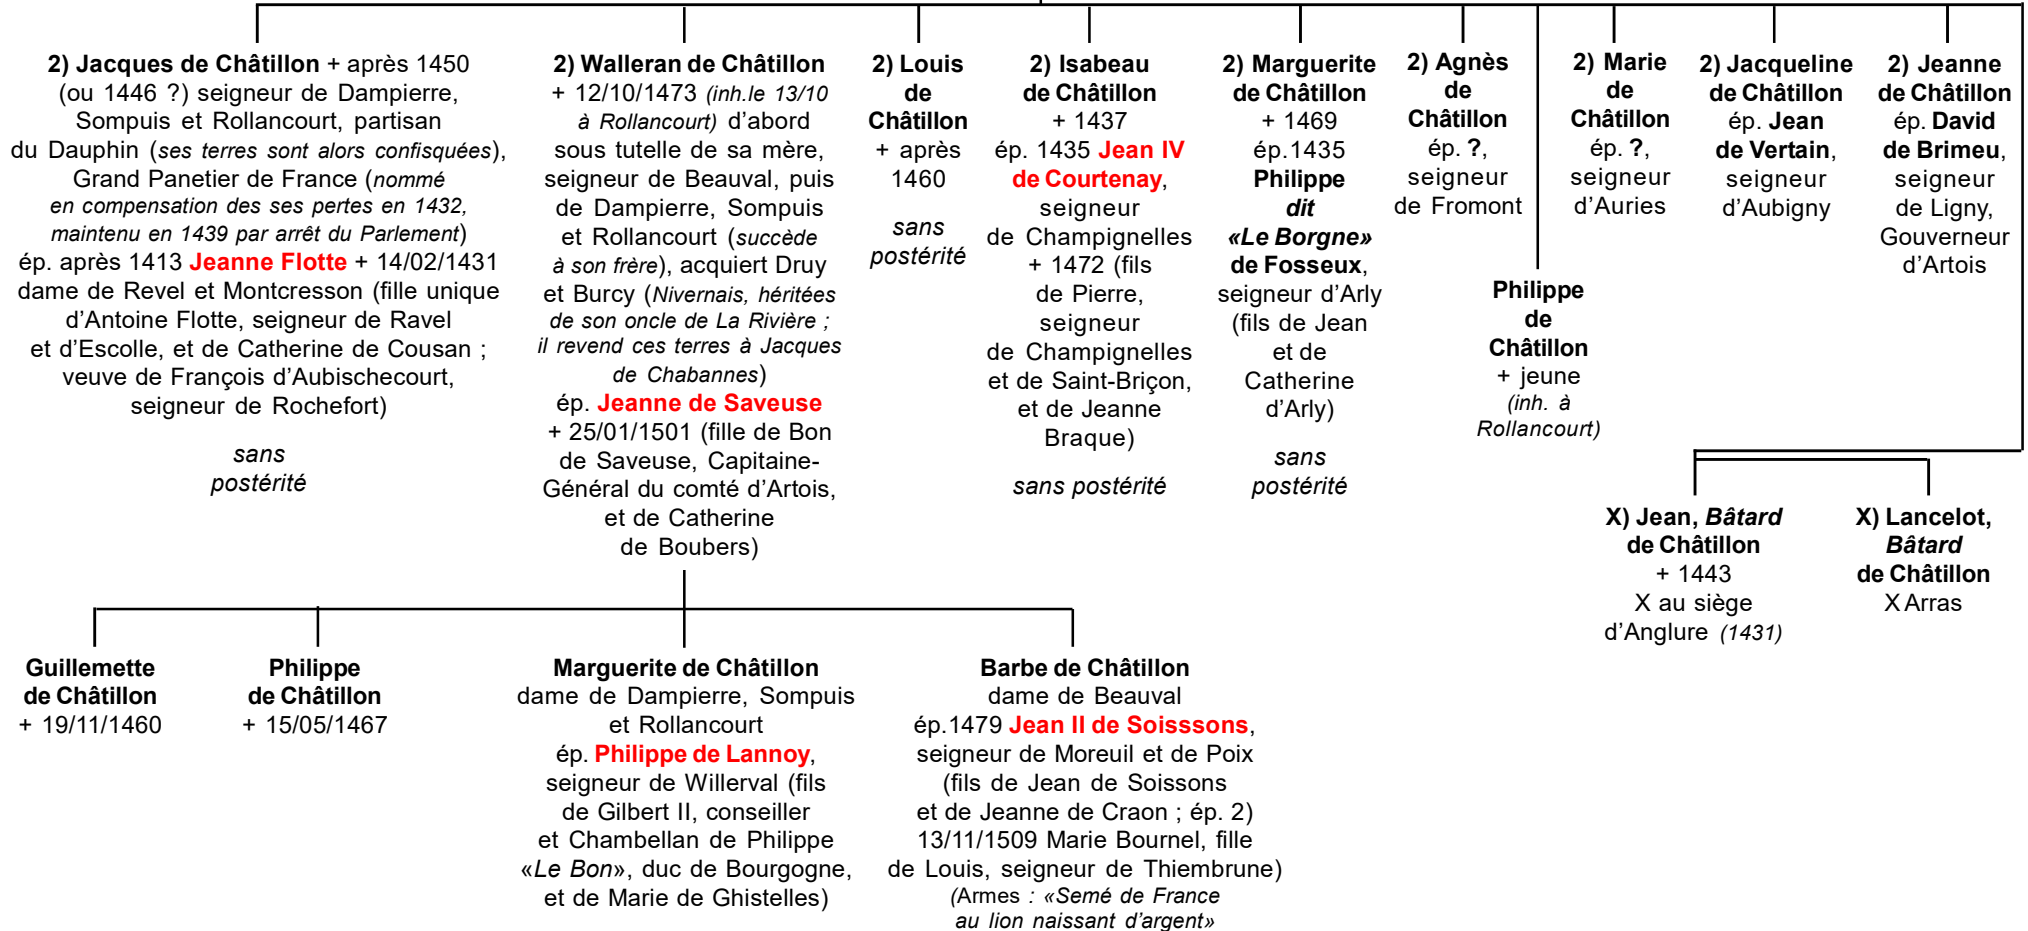 2) Jacques de Châtillon + après 1450
(ou 1446 ?) seigneur de Dampierre,
Sompuis et Rollancourt, partisan
du Dauphin (ses terres sont alors confisquées),
Grand Panetier de France (nommé
en compensation des ses pertes en 1432,
maintenu en 1439 par arrêt du Parlement)
ép. après 1413 Jeanne Flotte + 14/02/1431
dame de Revel et Montcresson (fille unique
d'Antoine Flotte, seigneur de Ravel
et d'Escolle, et de Catherine de Cousan ;
veuve de François d'Aubischecourt,
seigneur de Rochefort)
sans
postérité
2) Walleran de Châtillon
+ 12/10/1473 (inh.le 13/10
à Rollancourt) d'abord
sous tutelle de sa mère,
seigneur de Beauval, puis
de Dampierre, Sompuis
et Rollancourt (succède
à son frère), acquiert Druy
et Burcy (Nivernais, héritées
de son oncle de La Rivière ;
il revend ces terres à Jacques
de Chabannes)
ép. Jeanne de Saveuse
+ 25/01/1501 (fille de Bon
de Saveuse, Capitaine-
Général du comté d'Artois,
et de Catherine
de Boubers)
2) Louis
de
Châtillon
+ après
1460
sans
postérité
2) Isabeau
de Châtillon
+ 1437
ép. 1435 Jean IV
de Courtenay,
seigneur
de Champignelles
+ 1472 (fils
de Pierre,
seigneur
de Champignelles
et de Saint-Briçon,
et de Jeanne
Braque)
sans postérité
2) Marguerite
de Châtillon
+ 1469
ép.1435
Philippe
dit
«Le Borgne»
de Fosseux,
seigneur d'Arly
(fils de Jean
et de
Catherine
d'Arly)
sans
postérité
2) Agnès
de
Châtillon
ép. ?,
seigneur
de Fromont
Philippe
de
Châtillon
+ jeune
(inh. à
Rollancourt)
2) Marie
de
Châtillon
ép. ?,
seigneur
d'Auries
2) Jacqueline
de Châtillon
ép. Jean
de Vertain,
seigneur
d'Aubigny
2) Jeanne
de Châtillon
ép. David
de Brimeu,
seigneur
de Ligny,
Gouverneur
d'Artois
X) Jean, Bâtard
de Châtillon
+ 1443
X au siège
d'Anglure (1431)
X) Lancelot,
Bâtard
de Châtillon
X Arras
Guillemette
de Châtillon
+ 19/11/1460
Philippe
de Châtillon
+ 15/05/1467
Marguerite de Châtillon
dame de Dampierre, Sompuis
et Rollancourt
ép. Philippe de Lannoy,
seigneur de Willerval (fils
de Gilbert II, conseiller
et Chambellan de Philippe
«Le Bon», duc de Bourgogne,
et de Marie de Ghistelles)
Barbe de Châtillon
dame de Beauval
ép.1479 Jean II de Soisssons,
seigneur de Moreuil et de Poix
(fils de Jean de Soissons
et de Jeanne de Craon ; ép. 2)
13/11/1509 Marie Bournel, fille
de Louis, seigneur de Thiembrune)
(Armes : «Semé de France
au lion naissant d'argent»